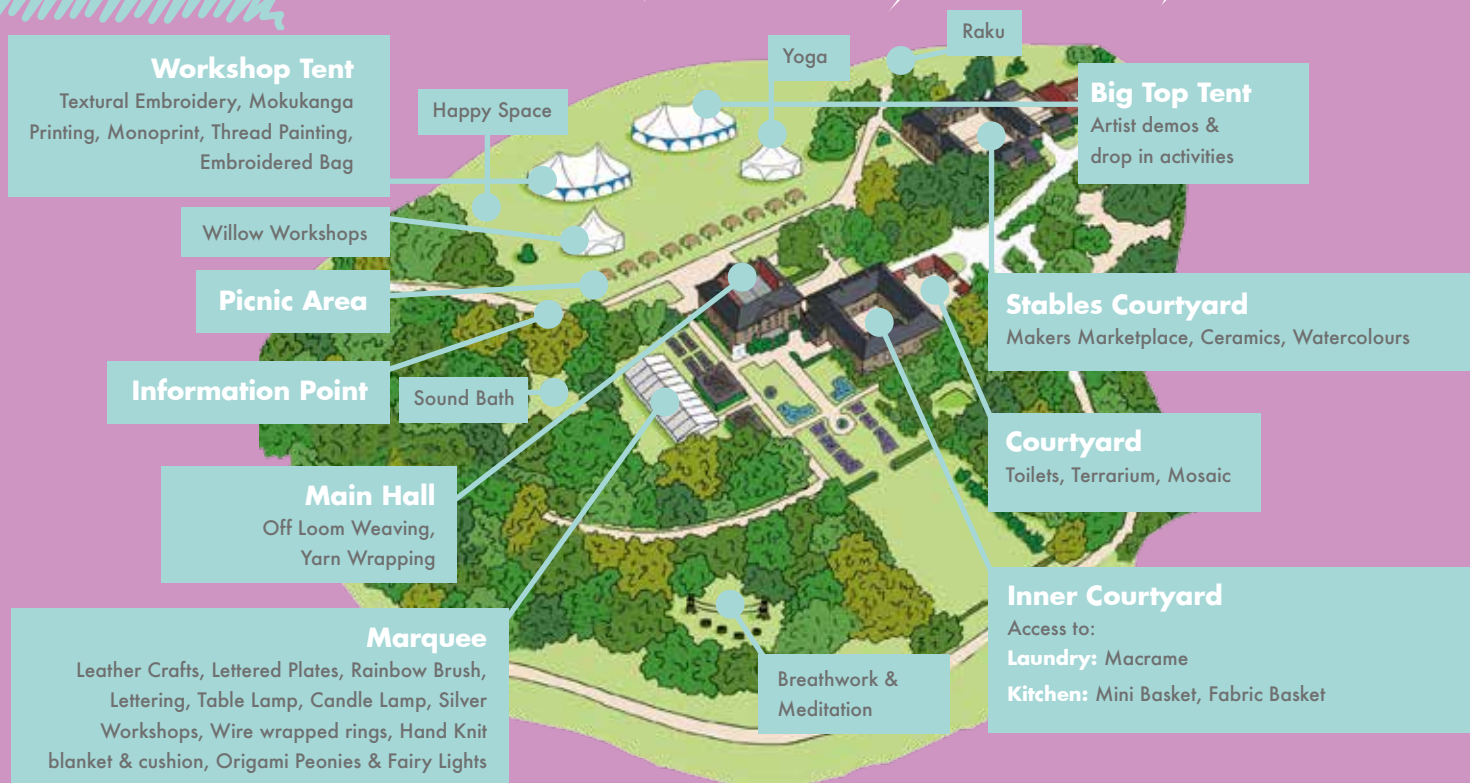 Raku
Yoga
Workshop Tent
Textural Embroidery, Mokukanga
Printing, Monoprint, Thread Painting,
Embroidered Bag
Happy Space
Big Top Tent
Artist demos &
drop in activities
Willow Workshops
Picnic Area
Stables Courtyard
Makers Marketplace, Ceramics, Watercolours
Information Point
Sound Bath
Courtyard
Toilets, Terrarium, Mosaic
Main Hall
Off Loom Weaving,
Yarn Wrapping
Inner Courtyard
Access to:
Laundry: Macrame
Kitchen: Mini Basket, Fabric Basket
Marquee
Leather Crafts, Lettered Plates, Rainbow Brush,
Lettering, Table Lamp, Candle Lamp, Silver
Workshops, Wire wrapped rings, Hand Knit
blanket & cushion, Origami Peonies & Fairy Lights
Breathwork &
Meditation